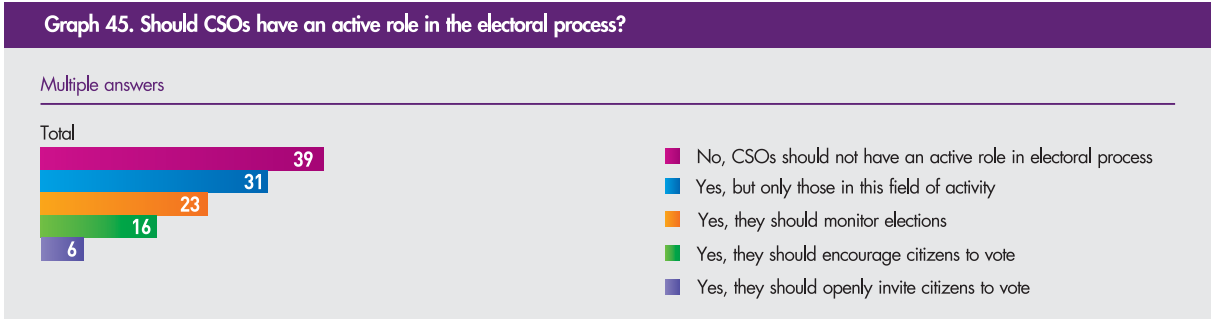 Graph 45. Should CSOs have an active role in the electoral process?
Multiple answers
Total
39
31
23
16
6
No, CSOs should not have an active role in electoral process
Yes, but only those in this field of activity
Yes, they should monitor elections
Yes, they should encourage citizens to vote
Yes, they should openly invite citizens to vote